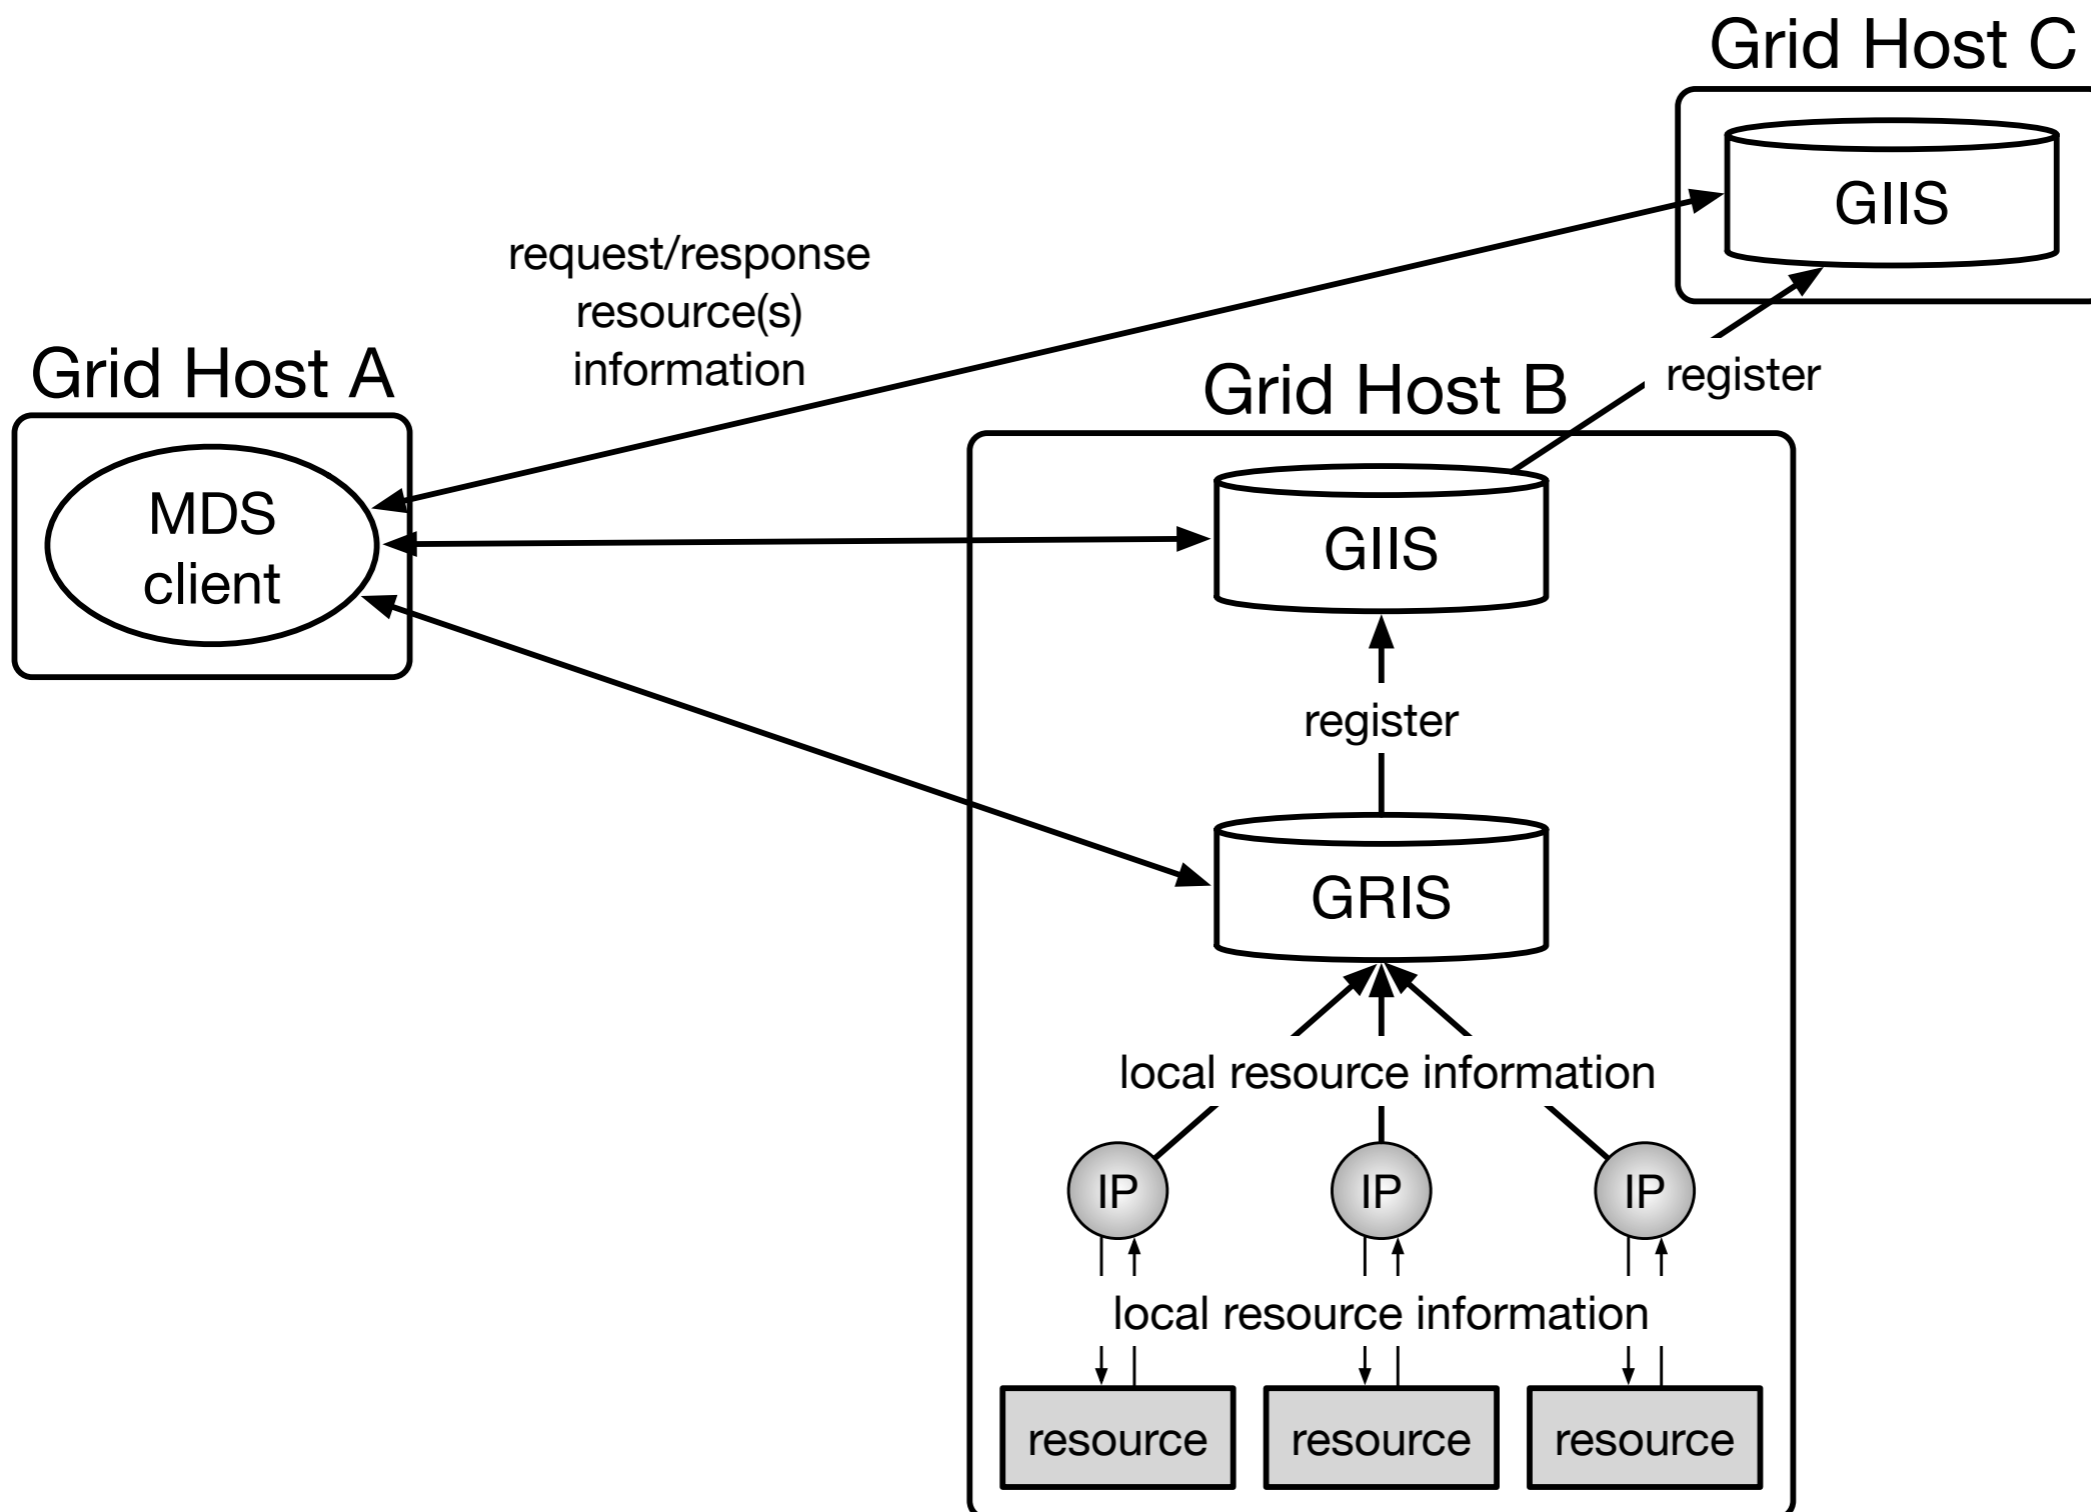 Grid Host C
GIIS
request/response
resource(s)
information
Grid Host A
MDS
client
Grid Host B
register
GIIS
register
GRIS
local resource information
IP
IP
IP
local resource information
resource
resource
resource